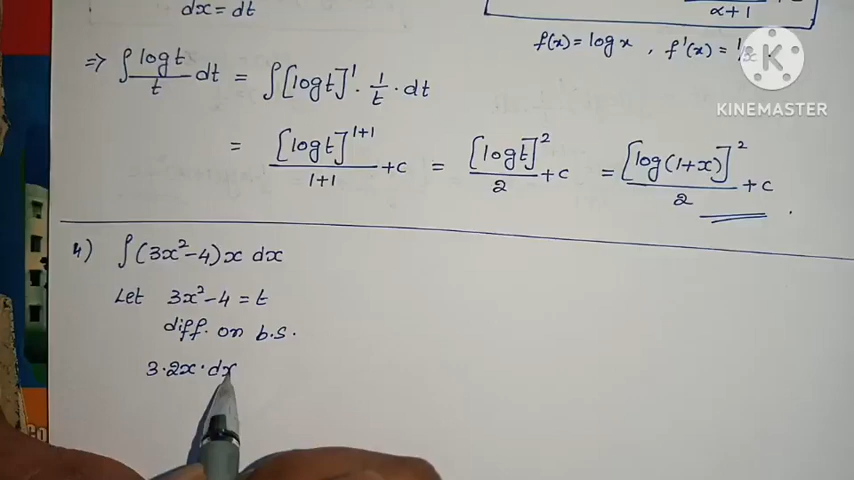 dx = dt
α+1
f(x) = log x , f'(x) = 1/x .
⇒ ∫ log t / t dt = ∫ [log t]^1 · 1/t · dt
= [log t]^(1+1) / 1+1 + c = [log t]^2 / 2 + c = [log(1+x)]^2 / 2 + c .
4) ∫ (3x²-4) x dx
Let 3x²-4 = t
diff. on b.s.
3·2x·dx
K
KINEMASTER